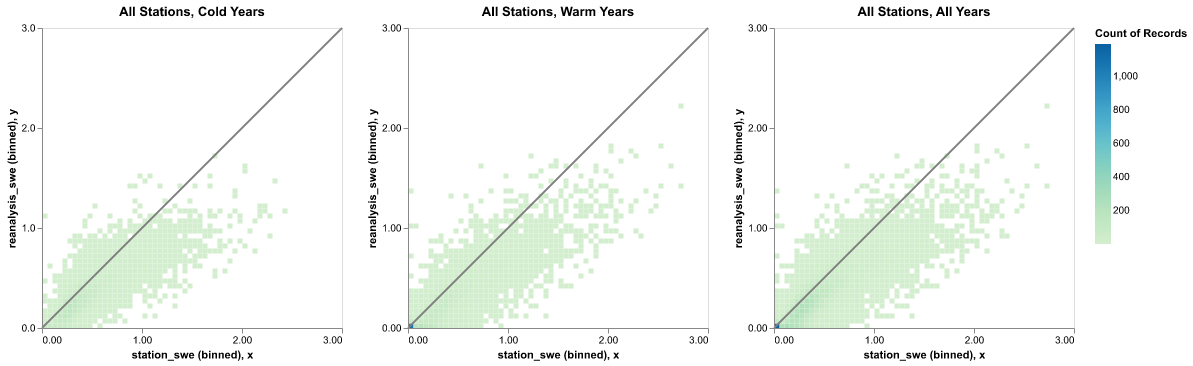 All Stations, Cold Years
3.0
2.0
1.0
0.0
0.00 1.00 2.00 3.00
station_swe (binned), x
reanalysis_swe (binned), y
All Stations, Warm Years
3.00
2.00
1.00
0.00
0.00 1.00 2.00 3.00
station_swe (binned), x
reanalysis_swe (binned), y
All Stations, All Years
3.00
2.00
1.00
0.00
0.00 1.00 2.00 3.00
station_swe (binned), x
reanalysis_swe (binned), y
Count of Records
1,000
800
600
400
200